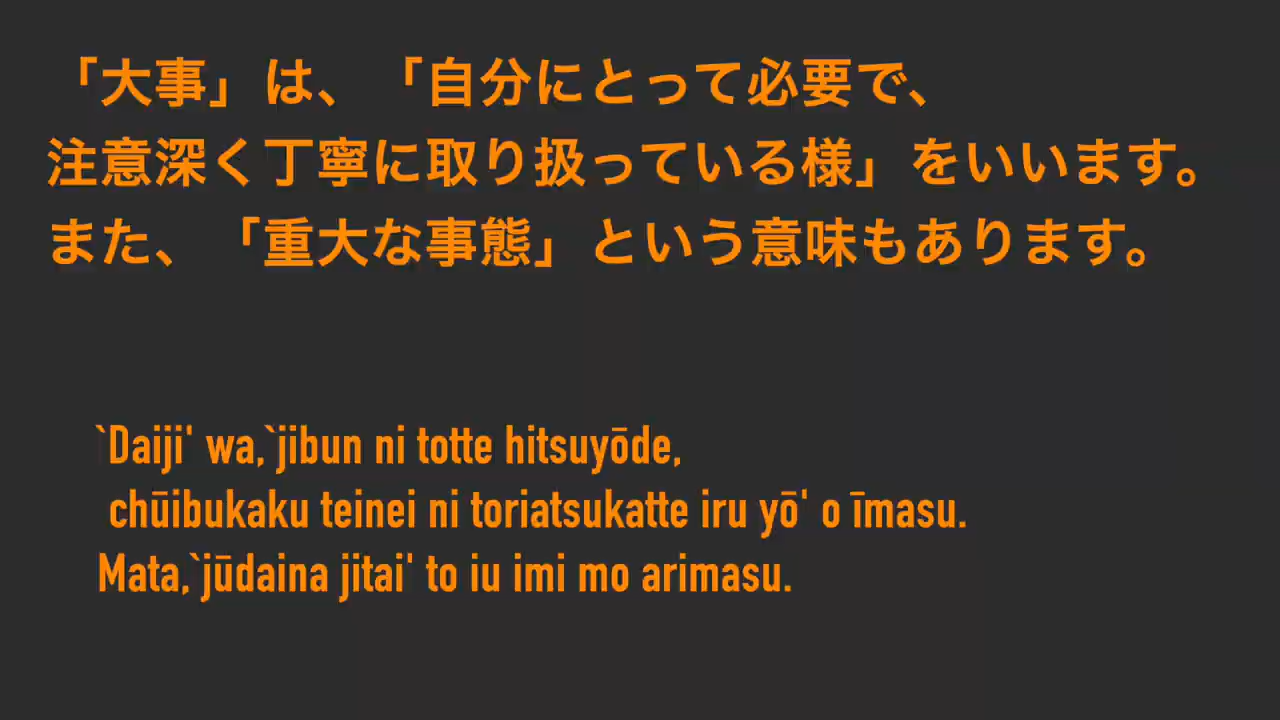 「大事」は、「自分にとって必要で、
注意深く丁寧に取り扱っている様」をいいます。
また、「重大な事態」という意味もあります。
`Daiji' wa,`jibun ni totte hitsuyōde,
chūibukaku teinei ni toriatsukatte iru yō' o īmasu.
Mata,`jūdaina jitai' to iu imi mo arimasu.